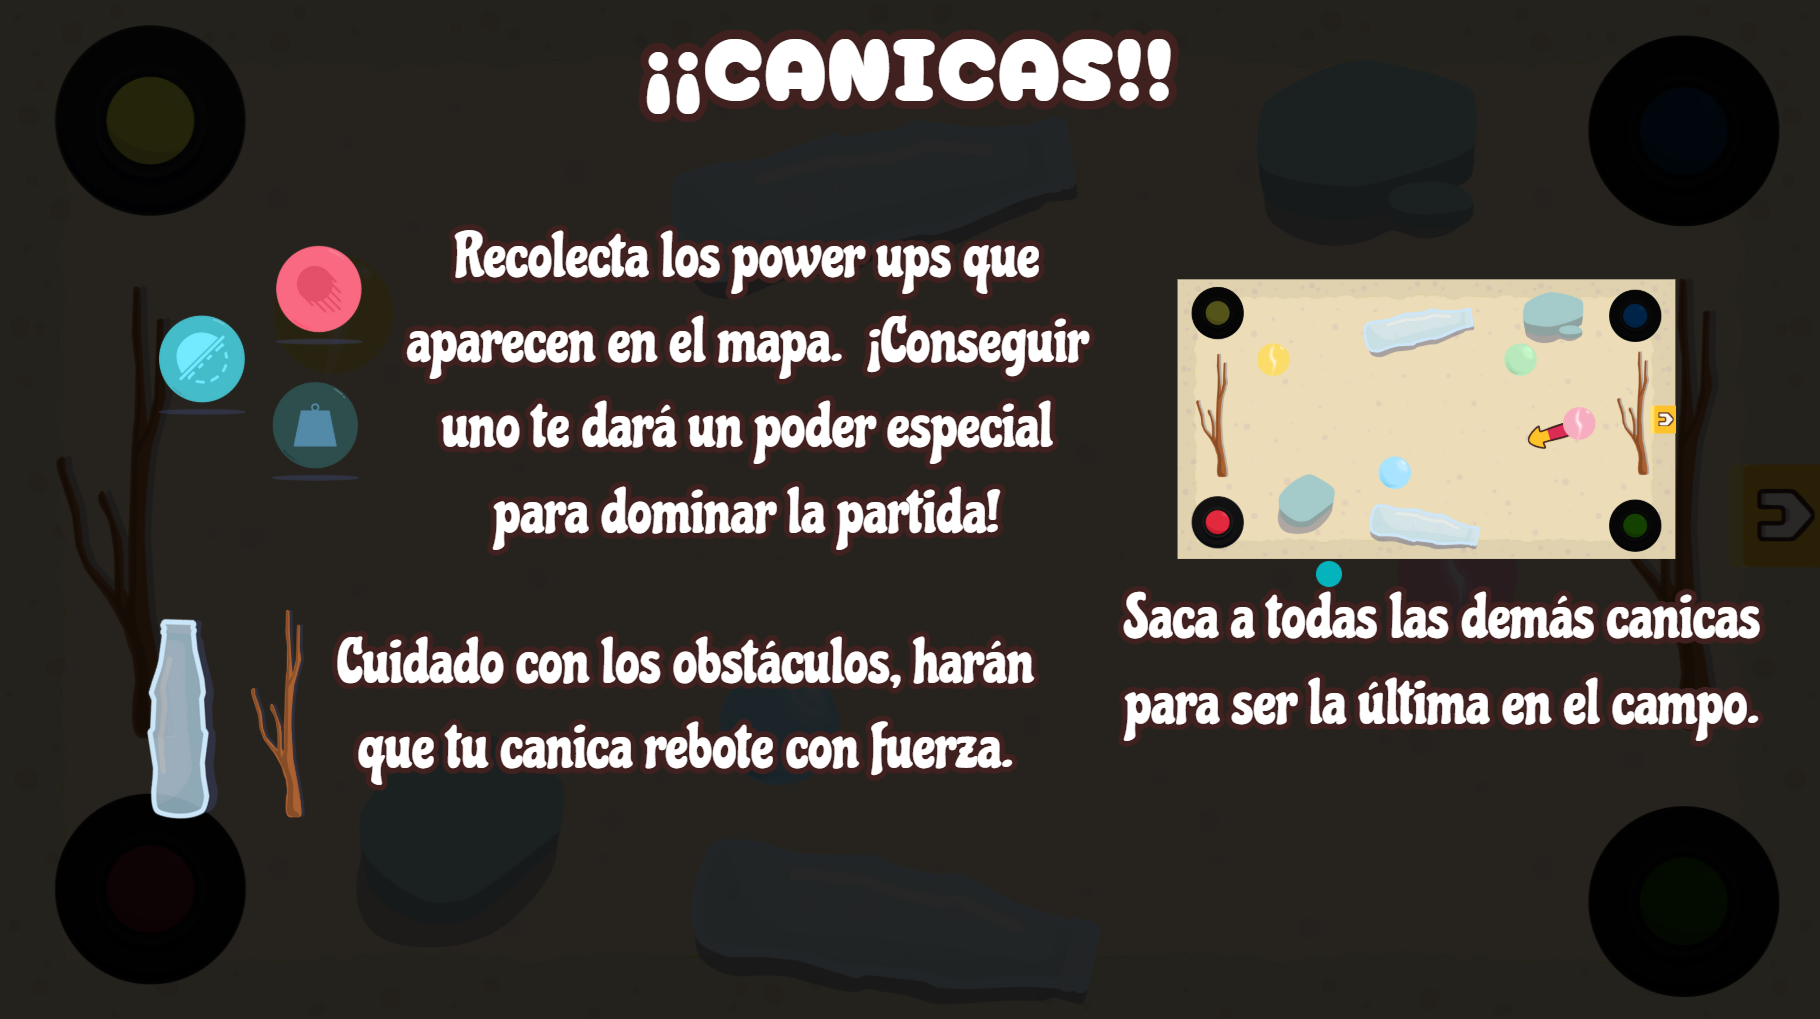 ¡¡CANICAS!!
Recolecta los power ups que
aparecen en el mapa. ¡Conseguir
uno te dará un poder especial
para dominar la partida!
Cuidado con los obstáculos, harán
que tu canica rebote con fuerza.
Saca a todas las demás canicas
para ser la última en el campo.